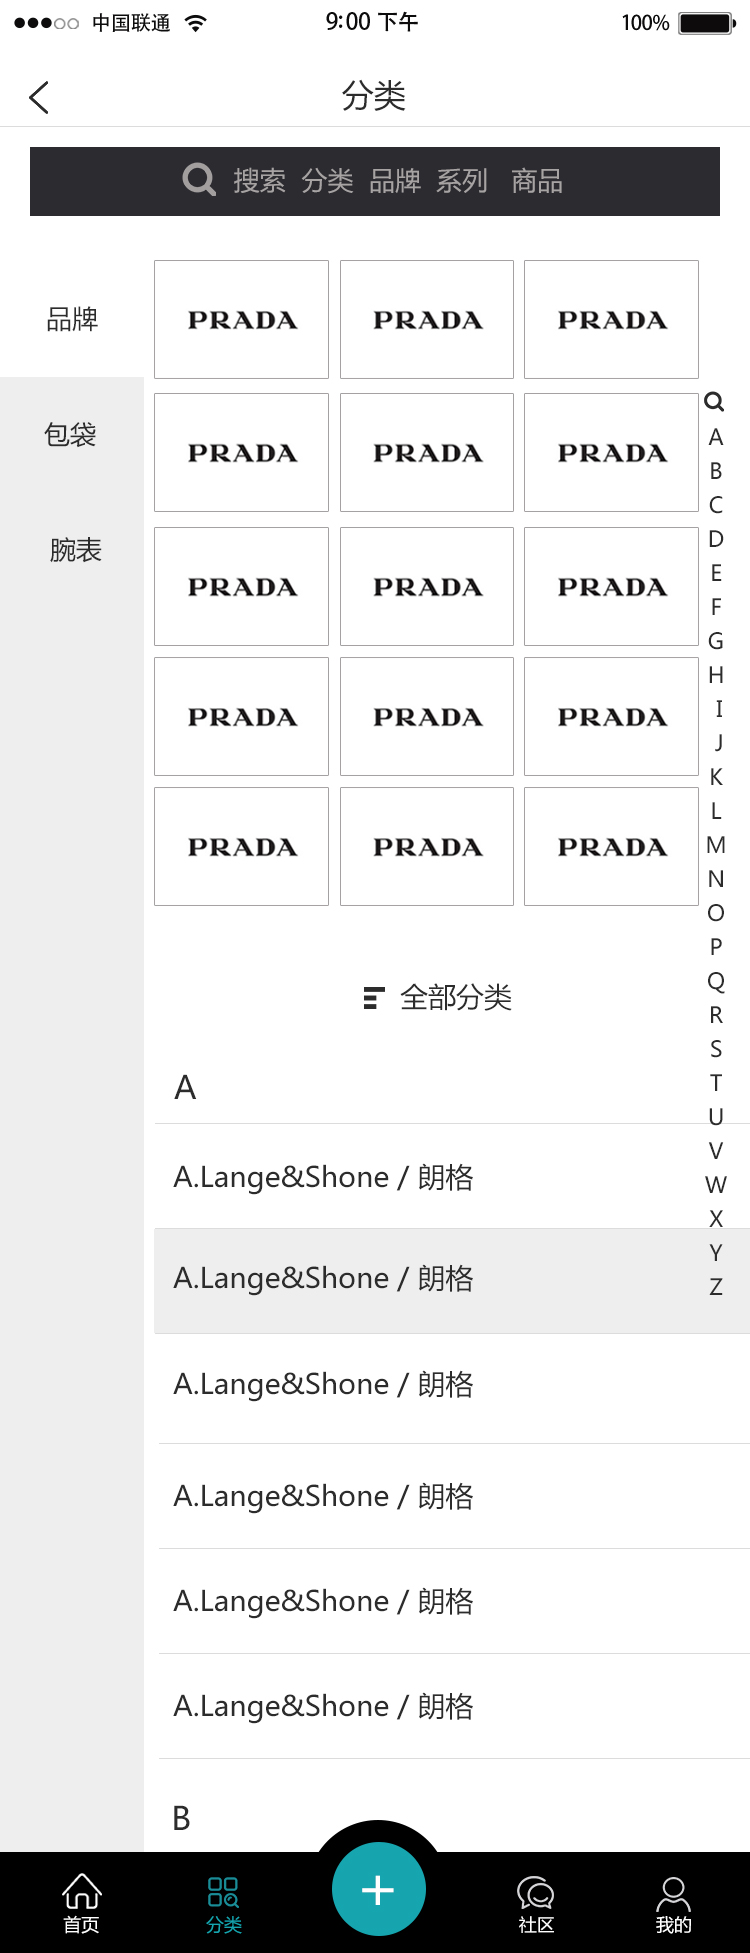 中国联通 9:00 下午 100%
分类
搜索 分类 品牌 系列 商品
品牌
包袋
腕表
PRADA PRADA PRADA
PRADA PRADA PRADA
PRADA PRADA PRADA
PRADA PRADA PRADA
PRADA PRADA PRADA
A
B
C
D
E
F
G
H
I
J
K
L
M
N
O
P
Q
R
S
T
U
V
W
X
Y
Z
全部分类
A
A.Lange&Shone / 朗格
A.Lange&Shone / 朗格
A.Lange&Shone / 朗格
A.Lange&Shone / 朗格
A.Lange&Shone / 朗格
A.Lange&Shone / 朗格
B
首页 分类 + 社区 我的